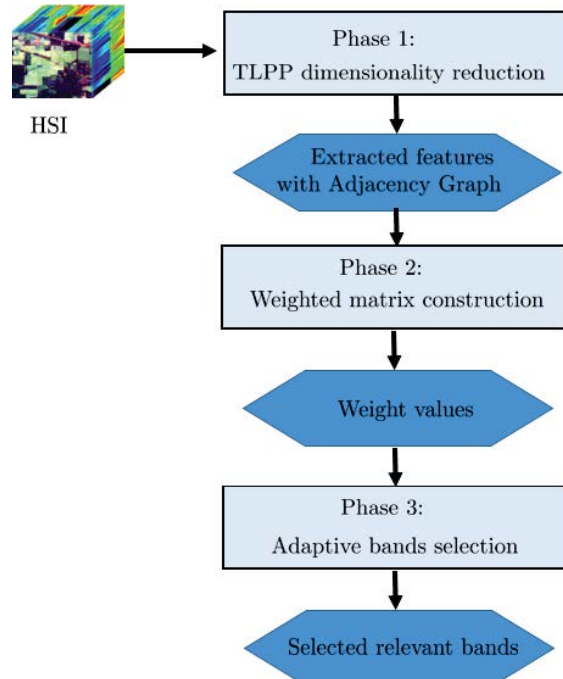 Phase 1:
TLPP dimensionality reduction
HSI
Extracted features
with Adjacency Graph
Phase 2:
Weighted matrix construction
Weight values
Phase 3:
Adaptive bands selection
Selected relevant bands